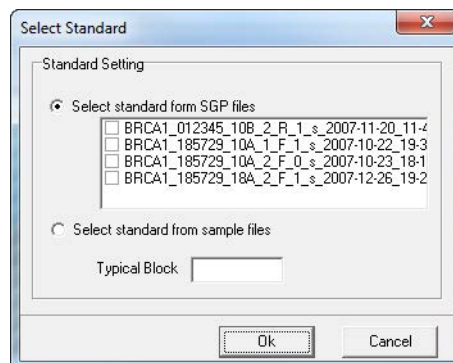 Select Standard
Standard Setting
Select standard form SGP files
BRCA1_012345_10B_2_R_1_s_2007-11-20_11-4
BRCA1_185729_10A_1_F_1_s_2007-10-22_19-3
BRCA1_185729_10A_2_F_0_s_2007-10-23_18-1
BRCA1_185729_18A_2_F_1_s_2007-12-26_19-2
Select standard from sample files
Typical Block
Ok
Cancel